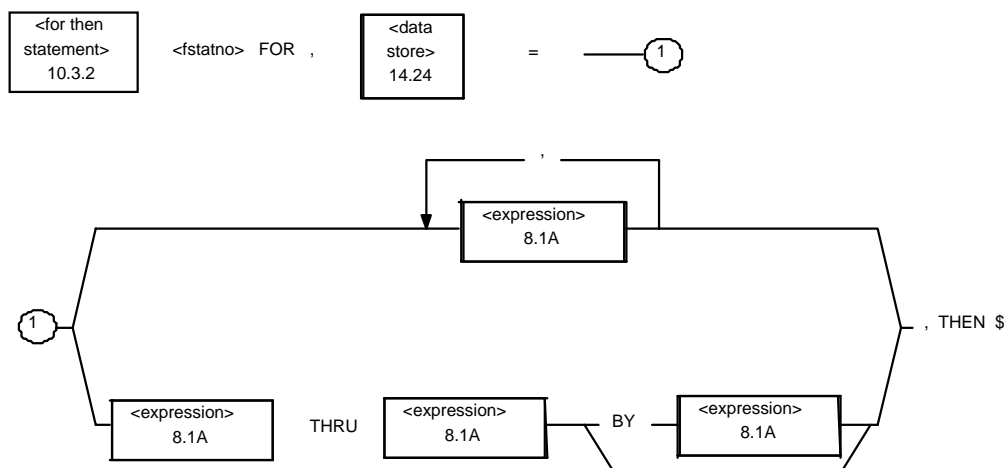 <for then
statement>
10.3.2
<fstatno> FOR ,
<data
store>
14.24
=
1
,
<expression>
8.1A
1
, THEN $
<expression>
8.1A
THRU
<expression>
8.1A
BY
<expression>
8.1A